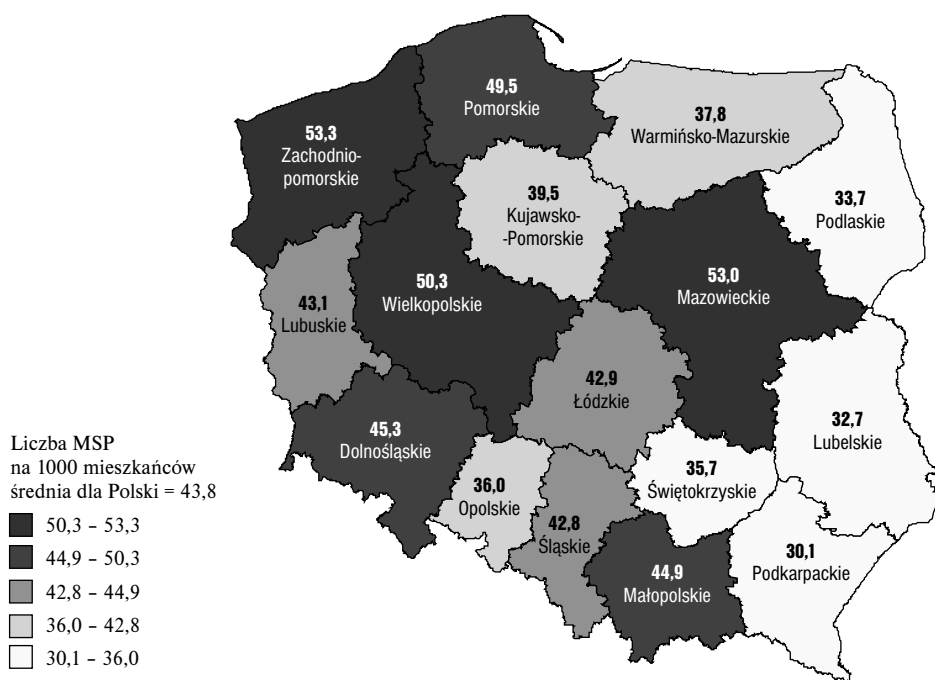 49,5
Pomorskie
37,8
Warmińsko-Mazurskie
53,3
Zachodnio-
pomorskie
39,5
Kujawsko-
-Pomorskie
33,7
Podlaskie
50,3
Wielkopolskie
53,0
Mazowieckie
43,1
Lubuskie
42,9
Łódzkie
32,7
Lubelskie
45,3
Dolnośląskie
36,0
Opolskie
42,8
Śląskie
35,7
Świętokrzyskie
44,9
Małopolskie
30,1
Podkarpackie
Liczba MSP
na 1000 mieszkańców
średnia dla Polski = 43,8
50,3 – 53,3
44,9 – 50,3
42,8 – 44,9
36,0 – 42,8
30,1 – 36,0